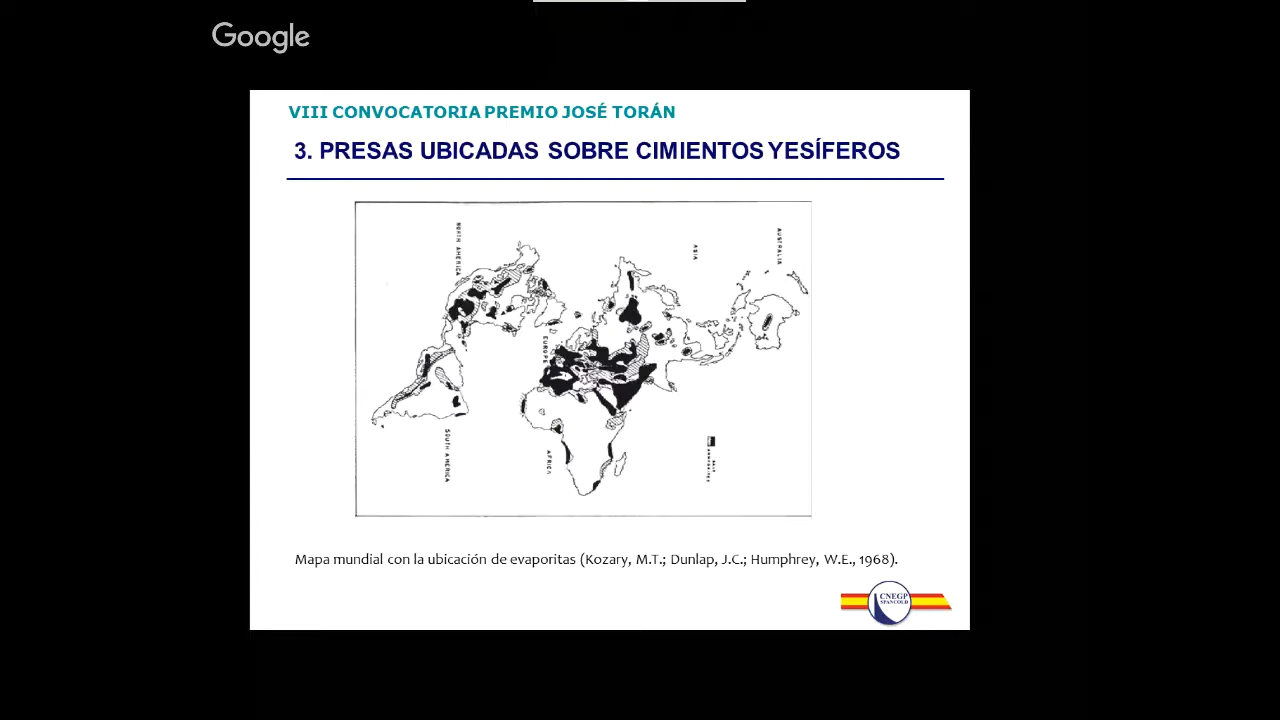 Google
VIII CONVOCATORIA PREMIO JOSÉ TORÁN
3. PRESAS UBICADAS SOBRE CIMIENTOS YESÍFEROS
NORTH AMERICA
ASIA
AUSTRALIA
EUROPE
SOUTH AMERICA
AFRICA
Mapa mundial con la ubicación de evaporitas (Kozary, M.T.; Dunlap, J.C.; Humphrey, W.E., 1968).
CNEGP
SPANCOLD